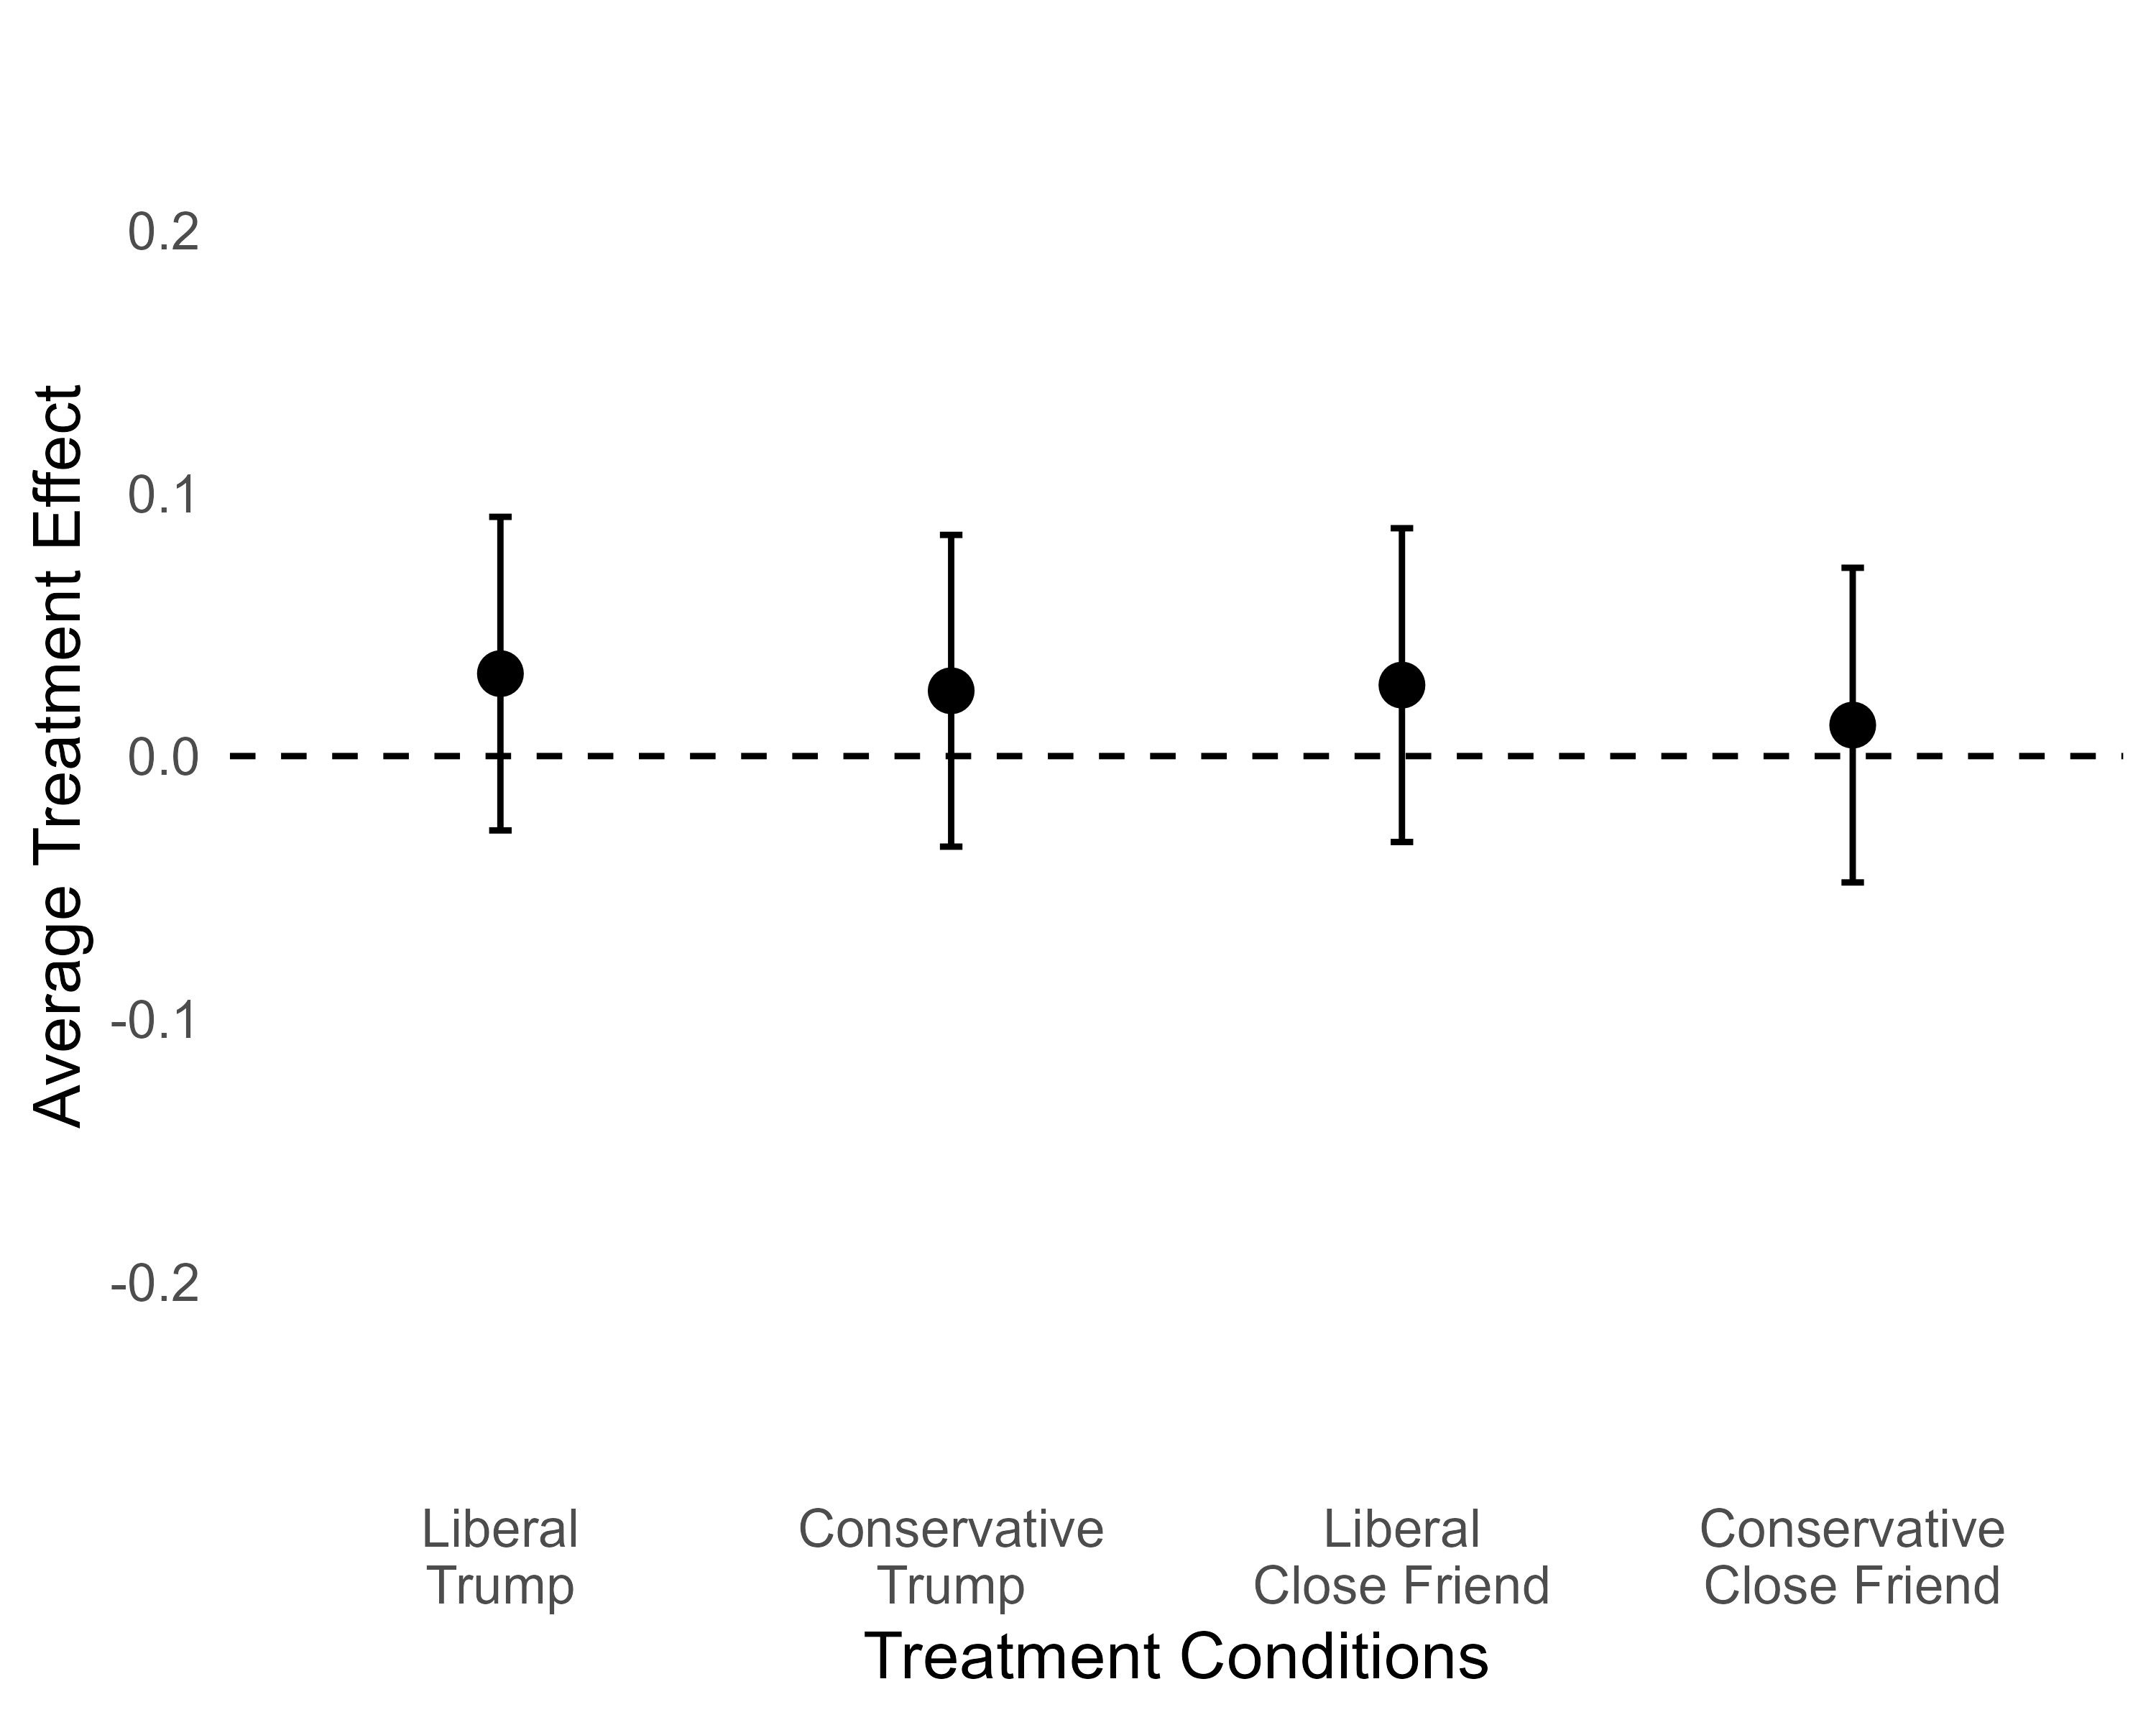 Average Treatment Effect
0.2
0.1
0.0
-0.1
-0.2
Liberal
Trump
Conservative
Trump
Liberal
Close Friend
Conservative
Close Friend
Treatment Conditions